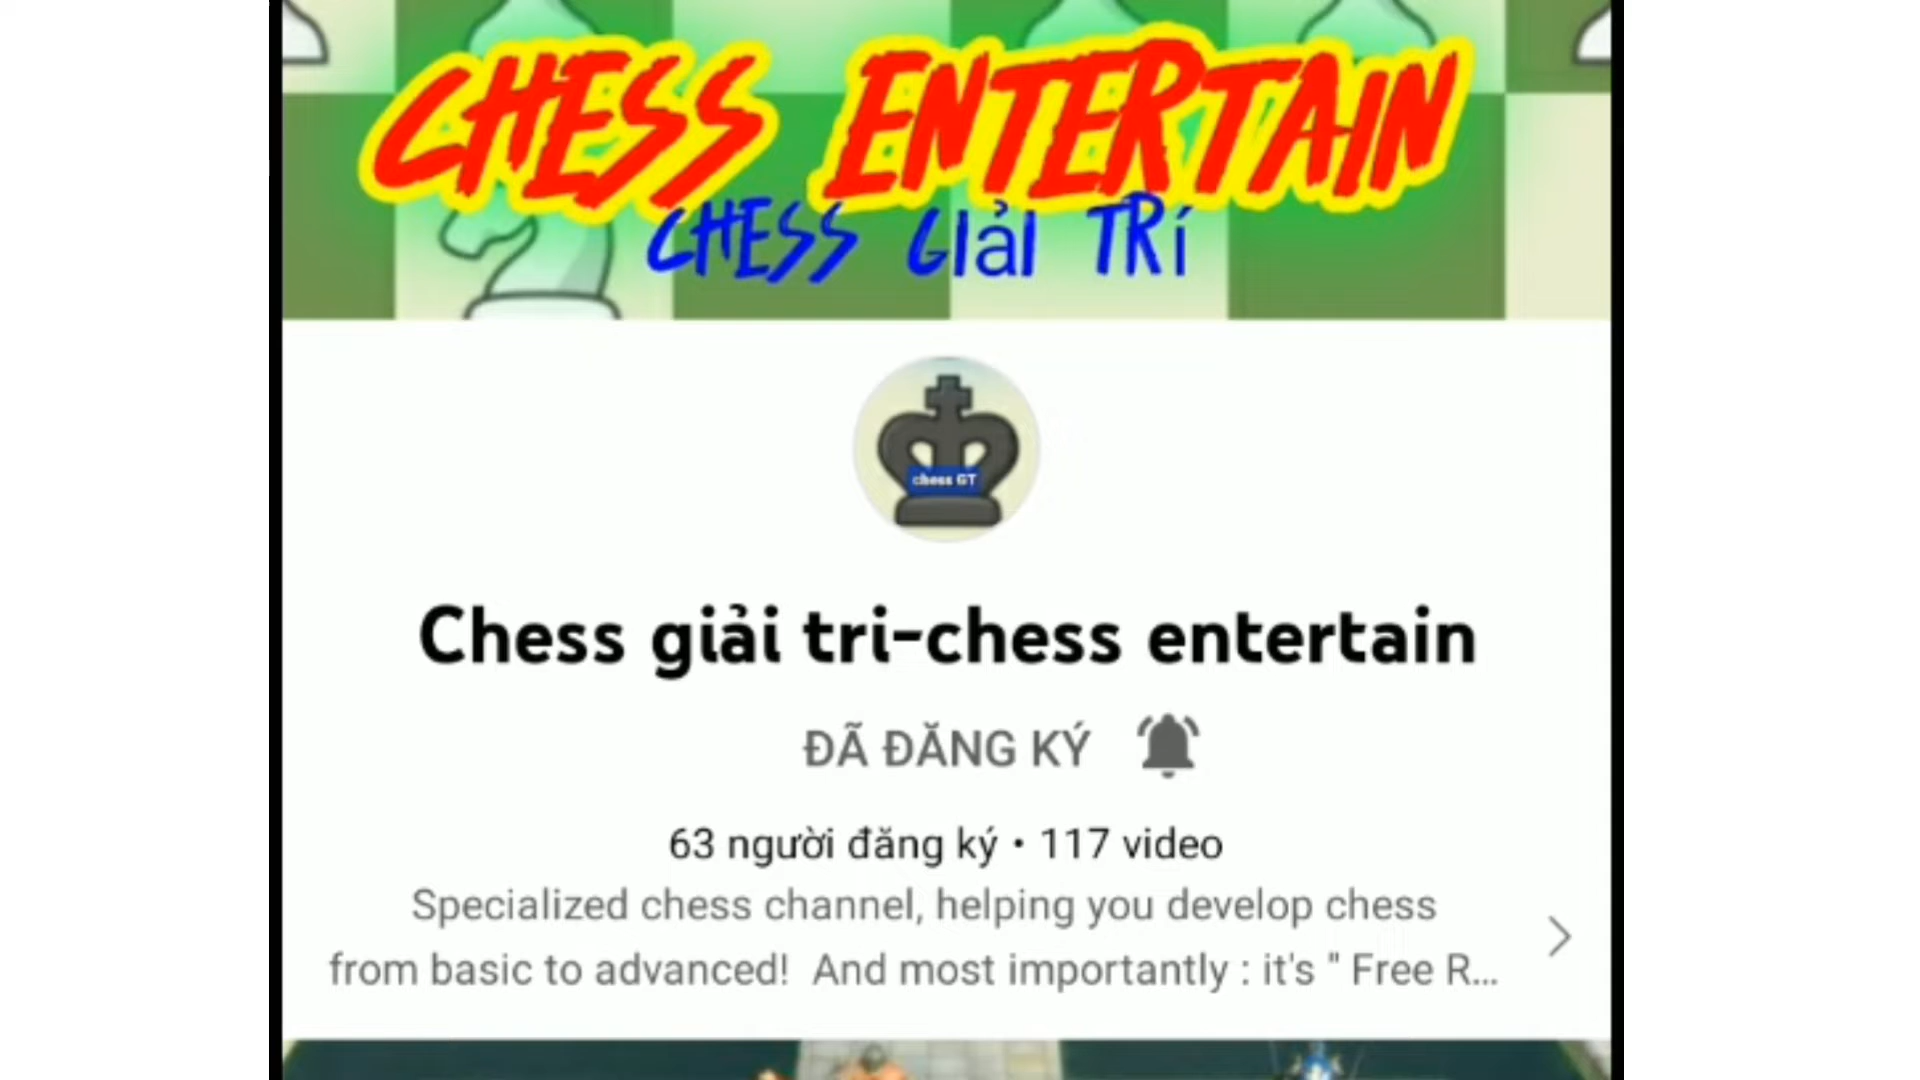 CHESS ENTERTAIN
CHESS GIẢI TRÍ
chess GT
Chess giải tri-chess entertain
ĐÃ ĐĂNG KÝ
63 người đăng ký • 117 video
Specialized chess channel, helping you develop chess
from basic to advanced!  And most importantly : it's " Free R...